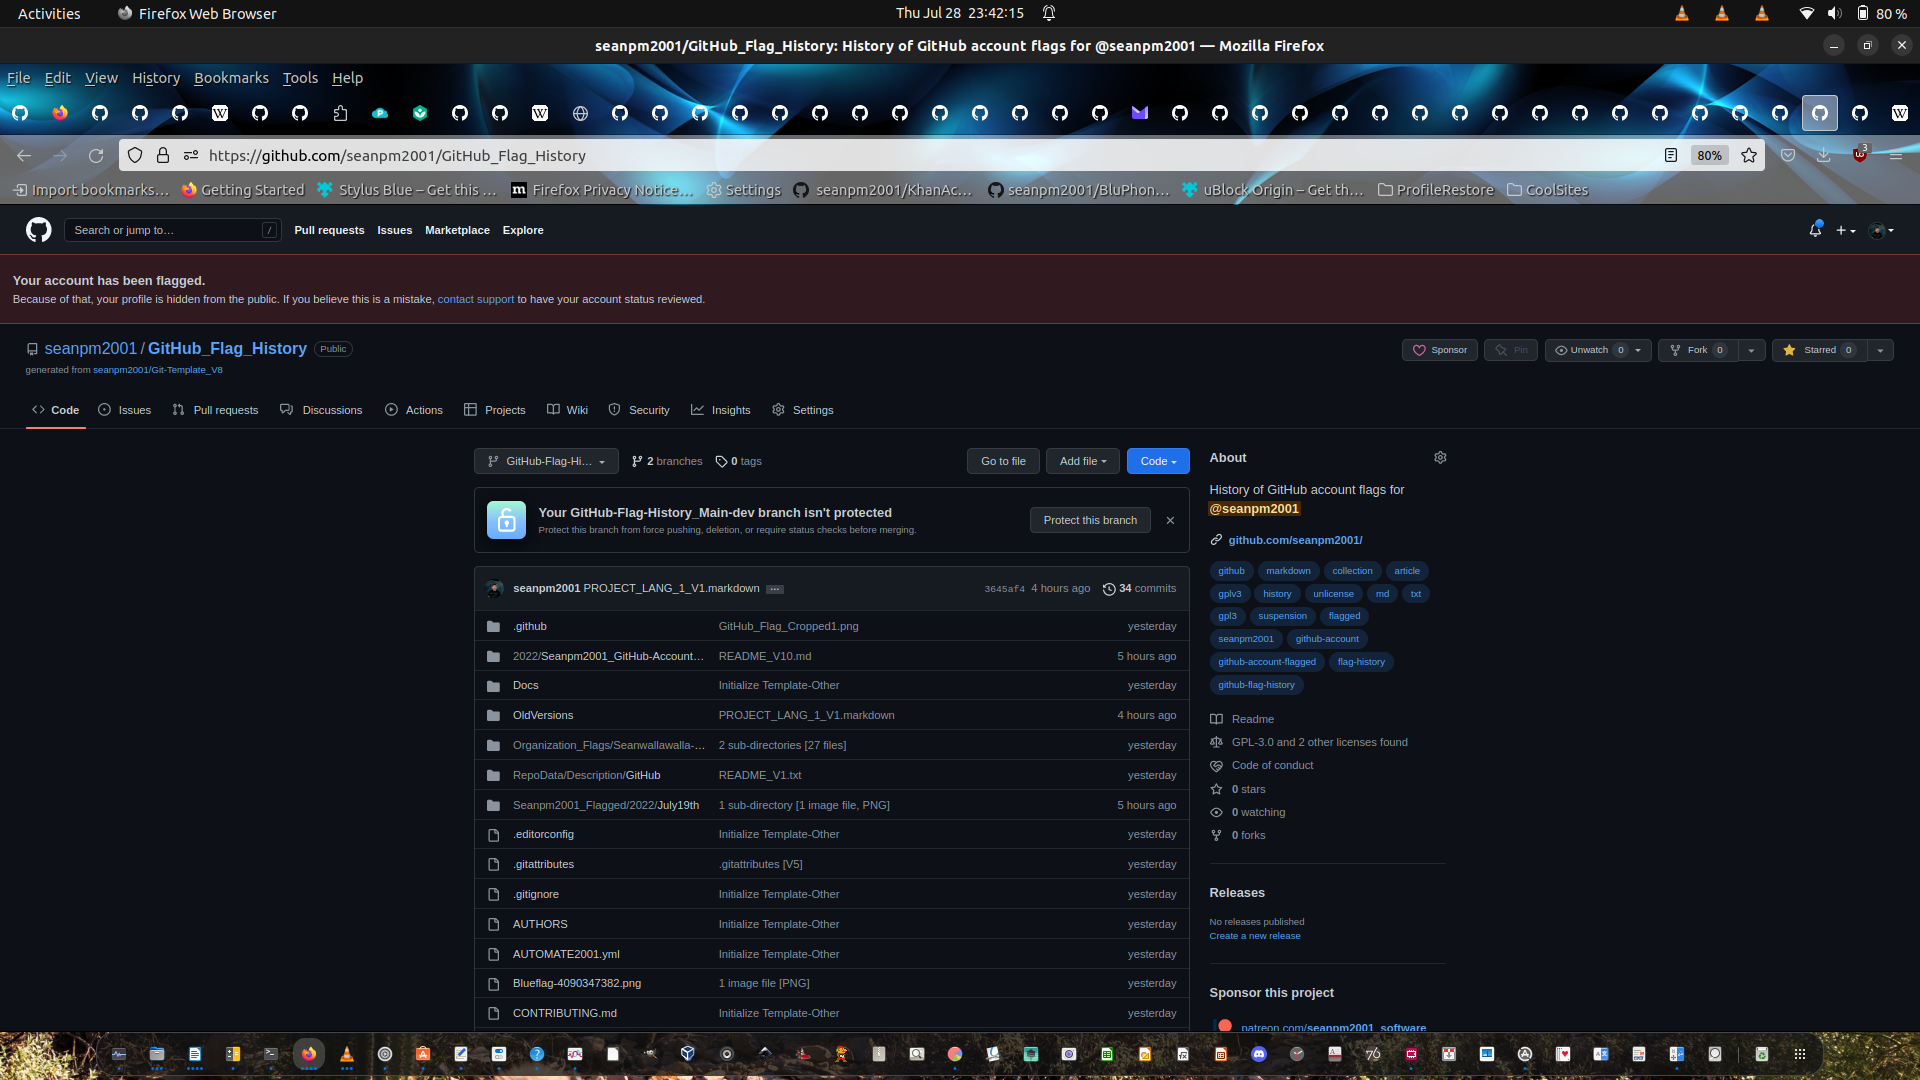 Activities Firefox Web Browser Thu Jul 28 23:42:15 80 %
seanpm2001/GitHub_Flag_History: History of GitHub account flags for @seanpm2001 — Mozilla Firefox
File Edit View History Bookmarks Tools Help
https://github.com/seanpm2001/GitHub_Flag_History 80% 3
Import bookmarks… Getting Started Stylus Blue – Get this … Firefox Privacy Notice… Settings seanpm2001/KhanAc… seanpm2001/BluPhon… uBlock Origin – Get th… ProfileRestore CoolSites
Search or jump to… / Pull requests Issues Marketplace Explore
Your account has been flagged.
Because of that, your profile is hidden from the public. If you believe this is a mistake, contact support to have your account status reviewed.
seanpm2001 / GitHub_Flag_History Public
Sponsor Pin Unwatch 0 Fork 0 Starred 0
generated from seanpm2001/Git-Template_V8
Code Issues Pull requests Discussions Actions Projects Wiki Security Insights Settings
GitHub-Flag-Hi… 2 branches 0 tags Go to file Add file Code
Your GitHub-Flag-History_Main-dev branch isn't protected
Protect this branch from force pushing, deletion, or require status checks before merging.
Protect this branch
seanpm2001 PROJECT_LANG_1_V1.markdown … 3645af4 4 hours ago 34 commits
.github GitHub_Flag_Cropped1.png yesterday
2022/Seanpm2001_GitHub-Account… README_V10.md 5 hours ago
Docs Initialize Template-Other yesterday
OldVersions PROJECT_LANG_1_V1.markdown 4 hours ago
Organization_Flags/Seanwallawalla-… 2 sub-directories [27 files] yesterday
RepoData/Description/GitHub README_V1.txt yesterday
Seanpm2001_Flagged/2022/July19th 1 sub-directory [1 image file, PNG] 5 hours ago
.editorconfig Initialize Template-Other yesterday
.gitattributes .gitattributes [V5] yesterday
.gitignore Initialize Template-Other yesterday
AUTHORS Initialize Template-Other yesterday
AUTOMATE2001.yml Initialize Template-Other yesterday
Blueflag-4090347382.png 1 image file [PNG] yesterday
CONTRIBUTING.md Initialize Template-Other yesterday
About
History of GitHub account flags for
@seanpm2001
github.com/seanpm2001/
github markdown collection article
gplv3 history unlicense md txt
gpl3 suspension flagged
seanpm2001 github-account
github-account-flagged flag-history
github-flag-history
Readme
GPL-3.0 and 2 other licenses found
Code of conduct
0 stars
0 watching
0 forks
Releases
No releases published
Create a new release
Sponsor this project
patreon.com/seanpm2001_software